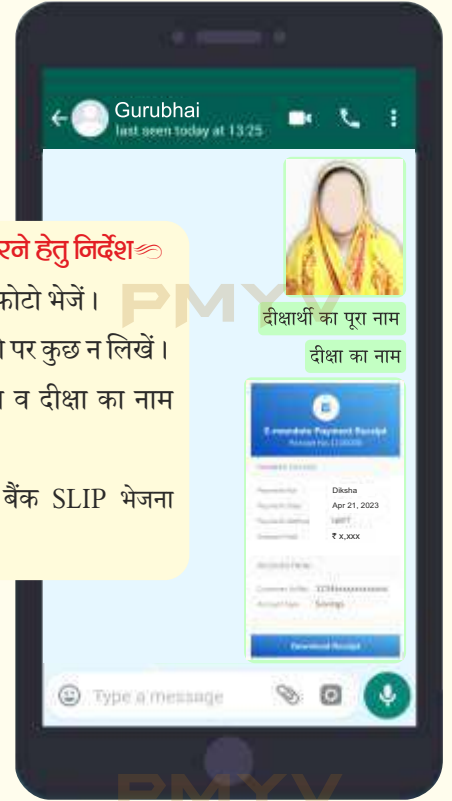 Gurubhai
last seen today at 13:25
रने हेतु निर्देश
फोटो भेजें।
पर कुछ न लिखें।
व दीक्षा का नाम
बैंक SLIP भेजना
PMYV
दीक्षार्थी का पूरा नाम
दीक्षा का नाम
E-mandate Payment Receipt
Diksha
Apr 21, 2023
₹ x,xxx
Savings
Download Receipt
Type a message
PMYV